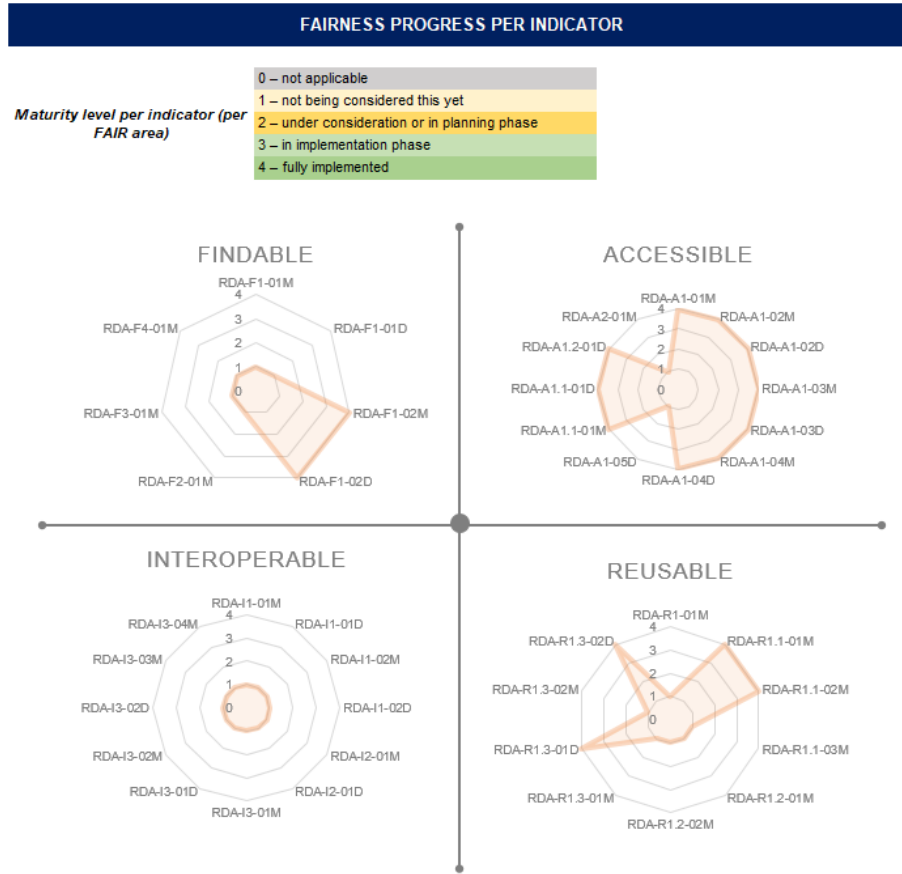 FAIRNESS PROGRESS PER INDICATOR
Maturity level per indicator (per
FAIR area)
0 – not applicable
1 – not being considered this yet
2 – under consideration or in planning phase
3 – in implementation phase
4 – fully implemented
FINDABLE
RDA-F1-01M
RDA-F1-01D
RDA-F1-02M
RDA-F1-02D
RDA-F2-01M
RDA-F3-01M
RDA-F4-01M
4
3
2
1
0
ACCESSIBLE
RDA-A1-01M
RDA-A1-02M
RDA-A1-02D
RDA-A1-03M
RDA-A1-03D
RDA-A1-04M
RDA-A1-04D
RDA-A1-05D
RDA-A1.1-01M
RDA-A1.1-01D
RDA-A1.2-01D
RDA-A2-01M
4
3
2
1
0
INTEROPERABLE
RDA-I1-01M
RDA-I1-01D
RDA-I1-02M
RDA-I1-02D
RDA-I2-01M
RDA-I2-01D
RDA-I3-01M
RDA-I3-01D
RDA-I3-02M
RDA-I3-02D
RDA-I3-03M
RDA-I3-04M
4
3
2
1
0
REUSABLE
RDA-R1-01M
RDA-R1.1-01M
RDA-R1.1-02M
RDA-R1.1-03M
RDA-R1.2-01M
RDA-R1.2-02M
RDA-R1.3-01M
RDA-R1.3-01D
RDA-R1.3-02M
RDA-R1.3-02D
4
3
2
1
0